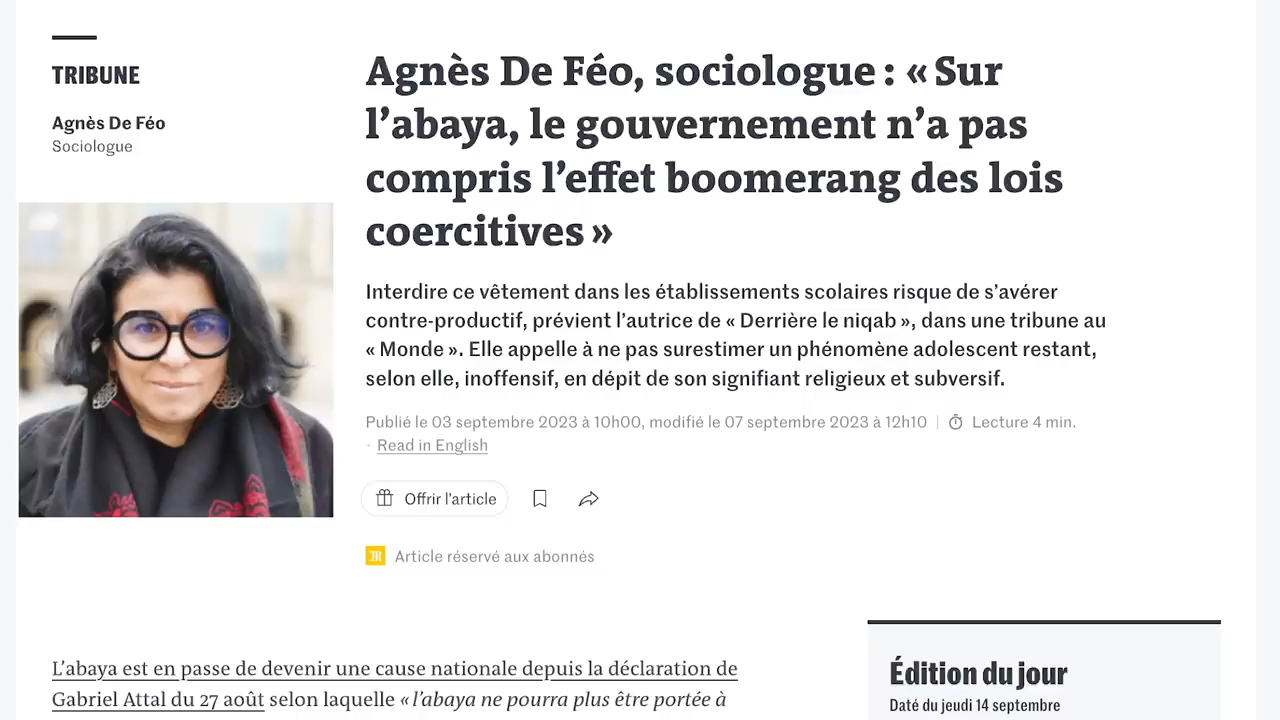 TRIBUNE
Agnès De Féo
Sociologue
Agnès De Féo, sociologue : « Sur
l’abaya, le gouvernement n’a pas
compris l’effet boomerang des lois
coercitives »
Interdire ce vêtement dans les établissements scolaires risque de s’avérer
contre-productif, prévient l’autrice de « Derrière le niqab », dans une tribune au
« Monde ». Elle appelle à ne pas surestimer un phénomène adolescent restant,
selon elle, inoffensif, en dépit de son signifiant religieux et subversif.
Publié le 03 septembre 2023 à 10h00, modifié le 07 septembre 2023 à 12h10 | Lecture 4 min.
· Read in English
Offrir l’article
M Article réservé aux abonnés
L’abaya est en passe de devenir une cause nationale depuis la déclaration de
Gabriel Attal du 27 août selon laquelle « l’abaya ne pourra plus être portée à
Édition du jour
Daté du jeudi 14 septembre